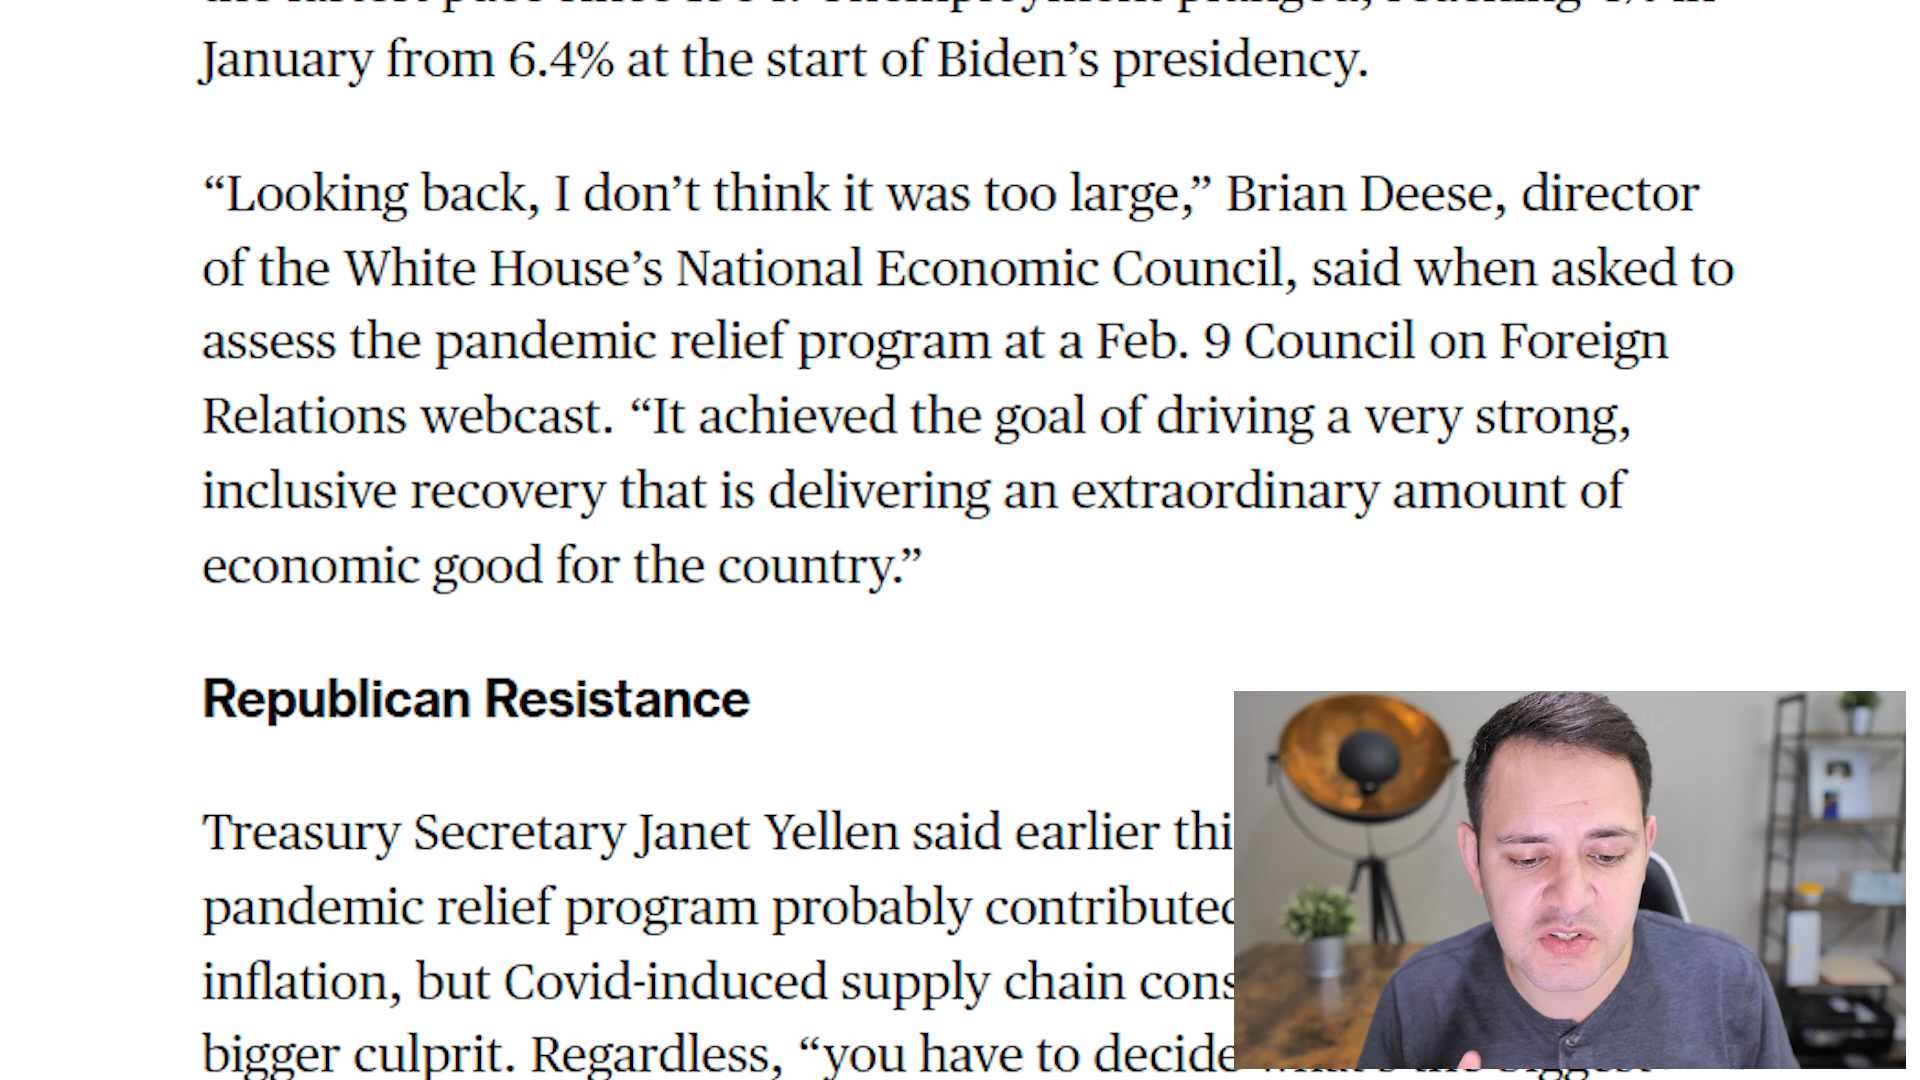 January from 6.4% at the start of Biden’s presidency.
“Looking back, I don’t think it was too large,” Brian Deese, director
of the White House’s National Economic Council, said when asked to
assess the pandemic relief program at a Feb. 9 Council on Foreign
Relations webcast. “It achieved the goal of driving a very strong,
inclusive recovery that is delivering an extraordinary amount of
economic good for the country.”
Republican Resistance
Treasury Secretary Janet Yellen said earlier
pandemic relief program probably contributed
inflation, but Covid-induced supply chain
bigger culprit. Regardless, “you have to decide